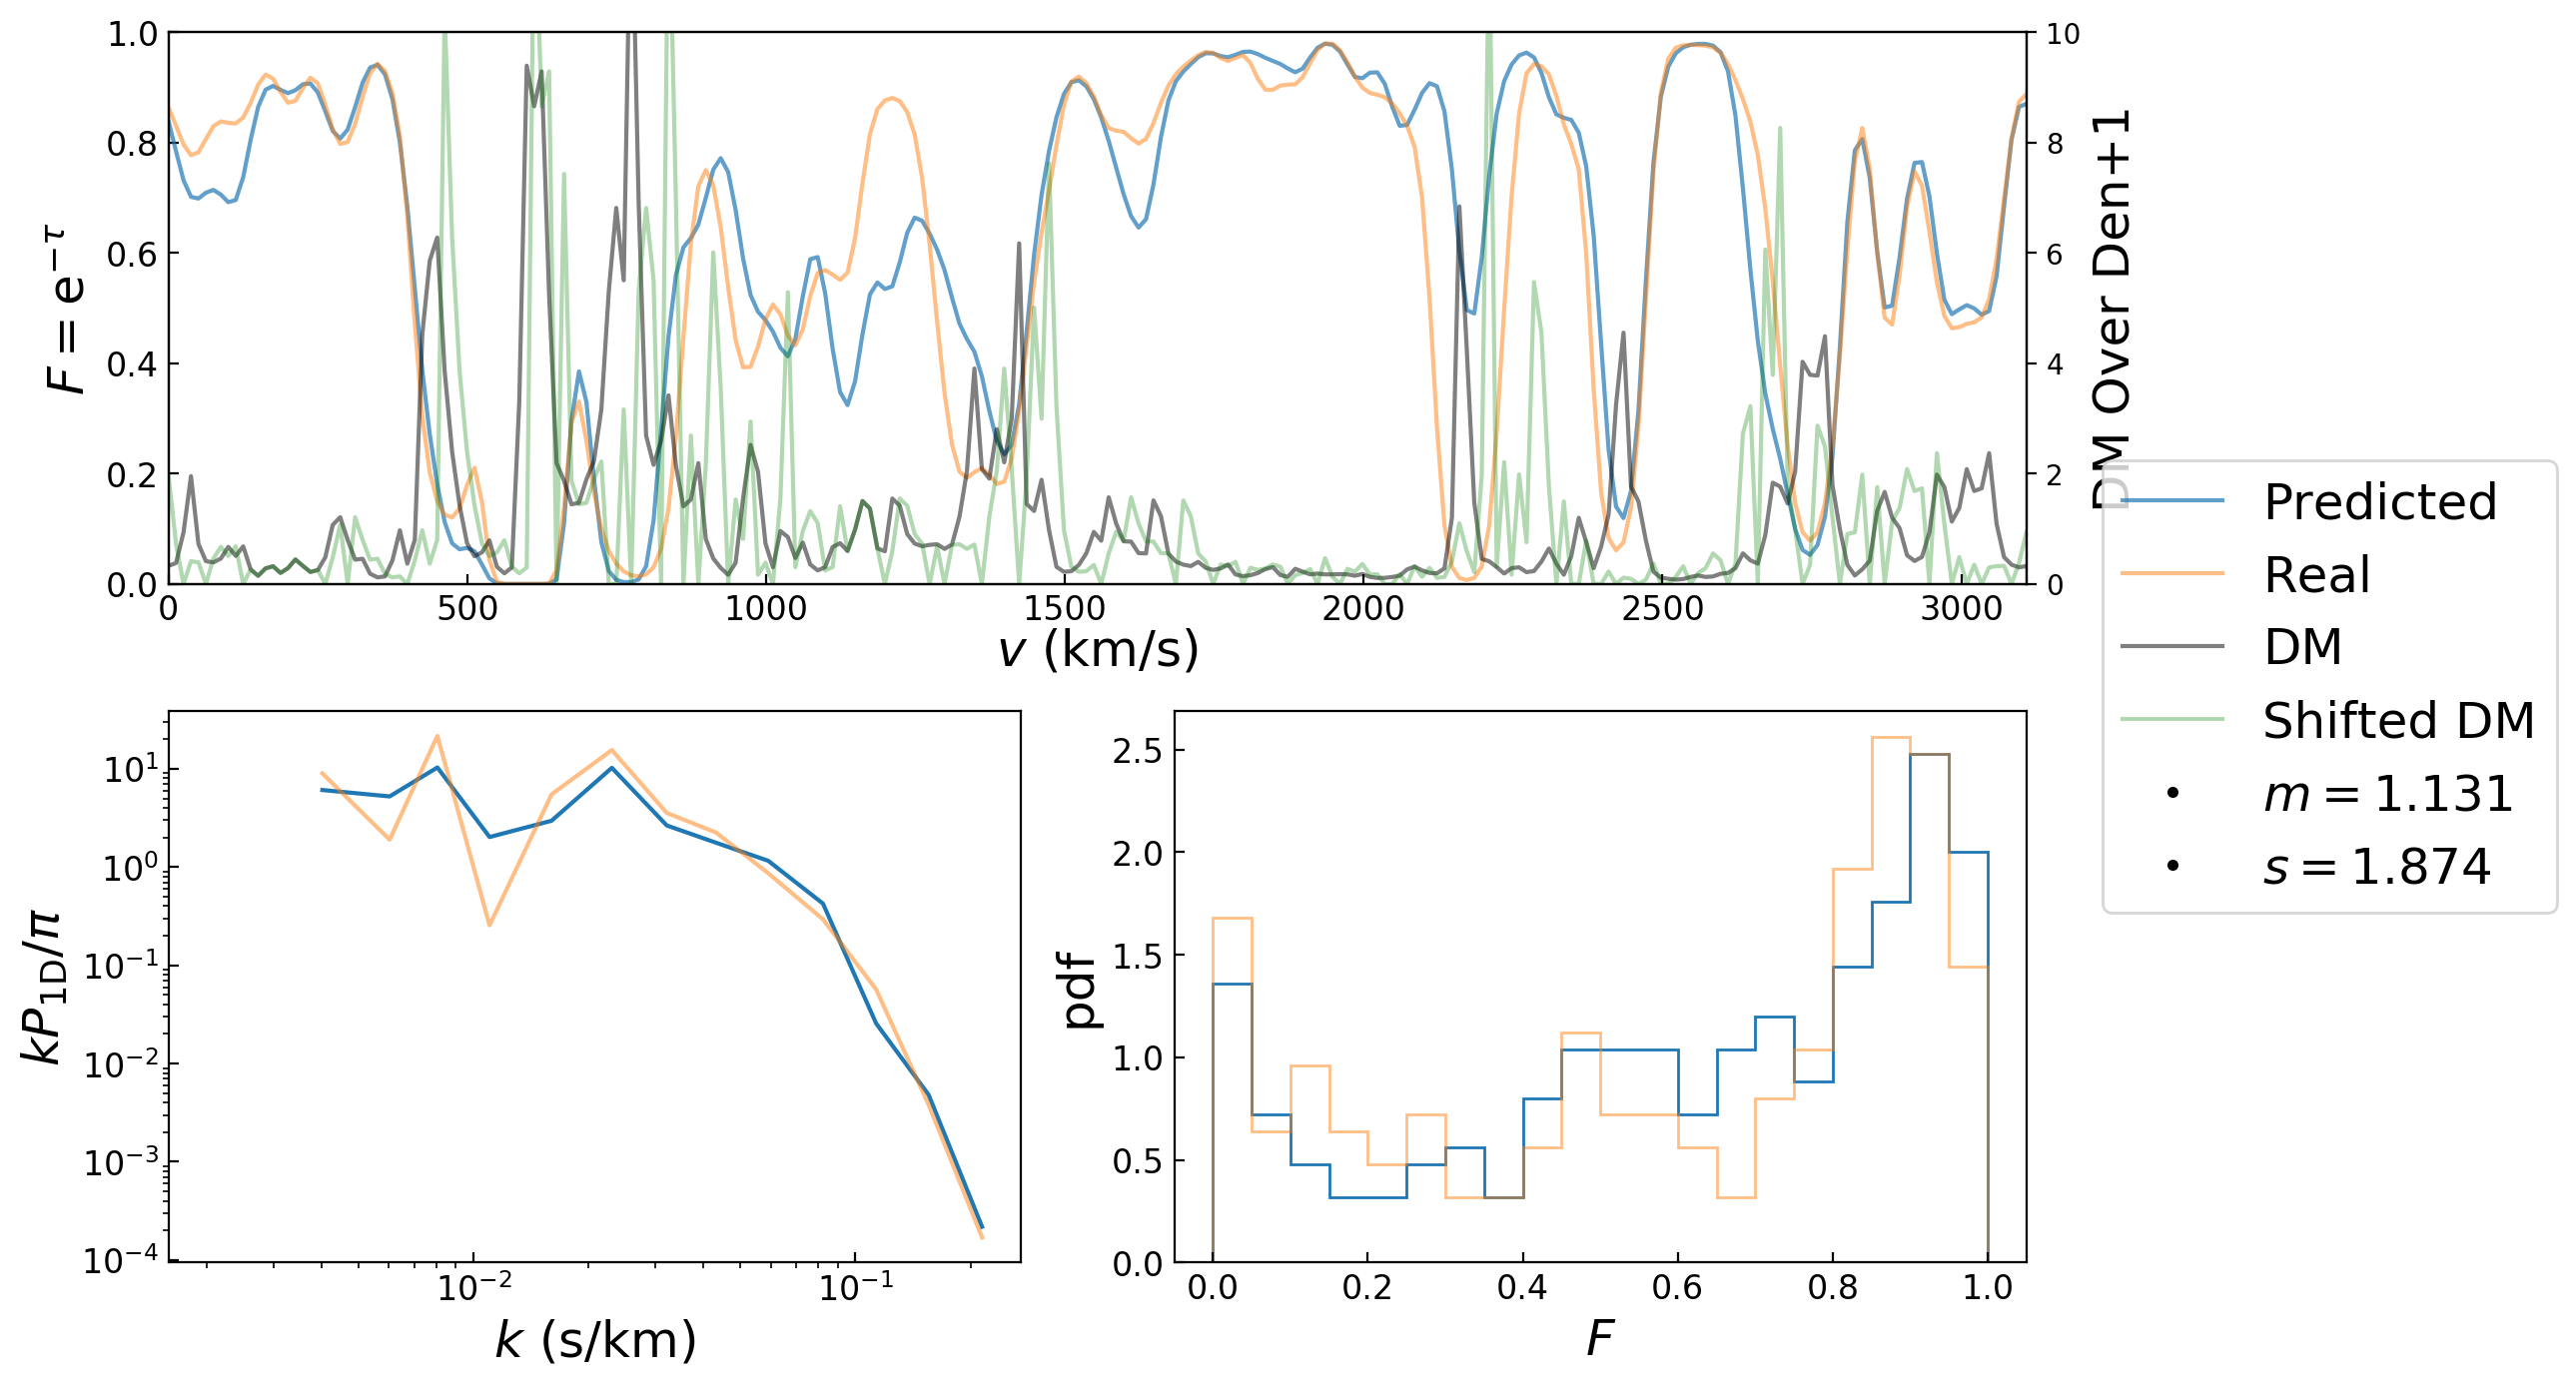 1.0
0.8
0.6
0.4
0.2
0.0
F = e^{−τ}
10
8
6
4
2
0
DM Over Den+1
0 500 1000 1500 2000 2500 3000
v (km/s)
Predicted
Real
DM
Shifted DM
m = 1.131
s = 1.874
10^1
10^0
10^{−1}
10^{−2}
10^{−3}
10^{−4}
kP_{1D}/π
10^{−2} 10^{−1}
k (s/km)
2.5
2.0
1.5
1.0
0.5
0.0
pdf
0.0 0.2 0.4 0.6 0.8 1.0
F